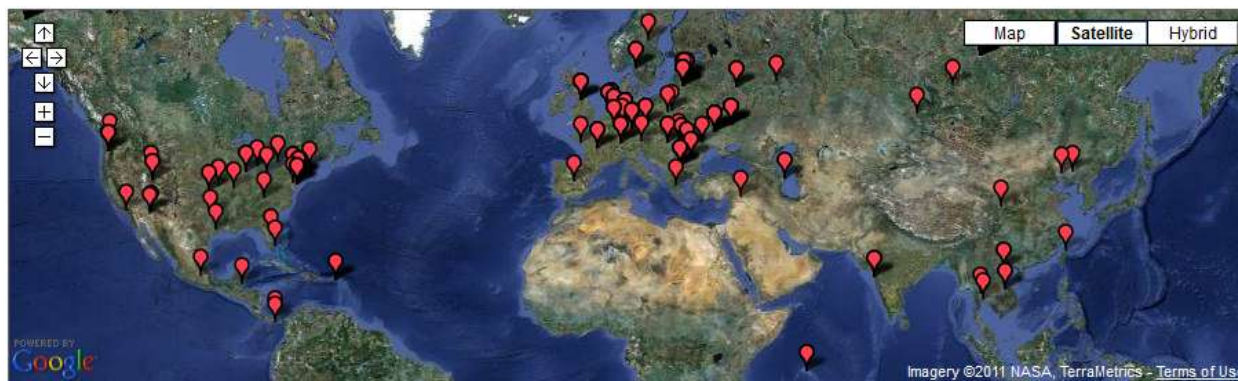 Map Satellite Hybrid
POWERED BY
Google
Imagery ©2011 NASA, TerraMetrics - Terms of Us